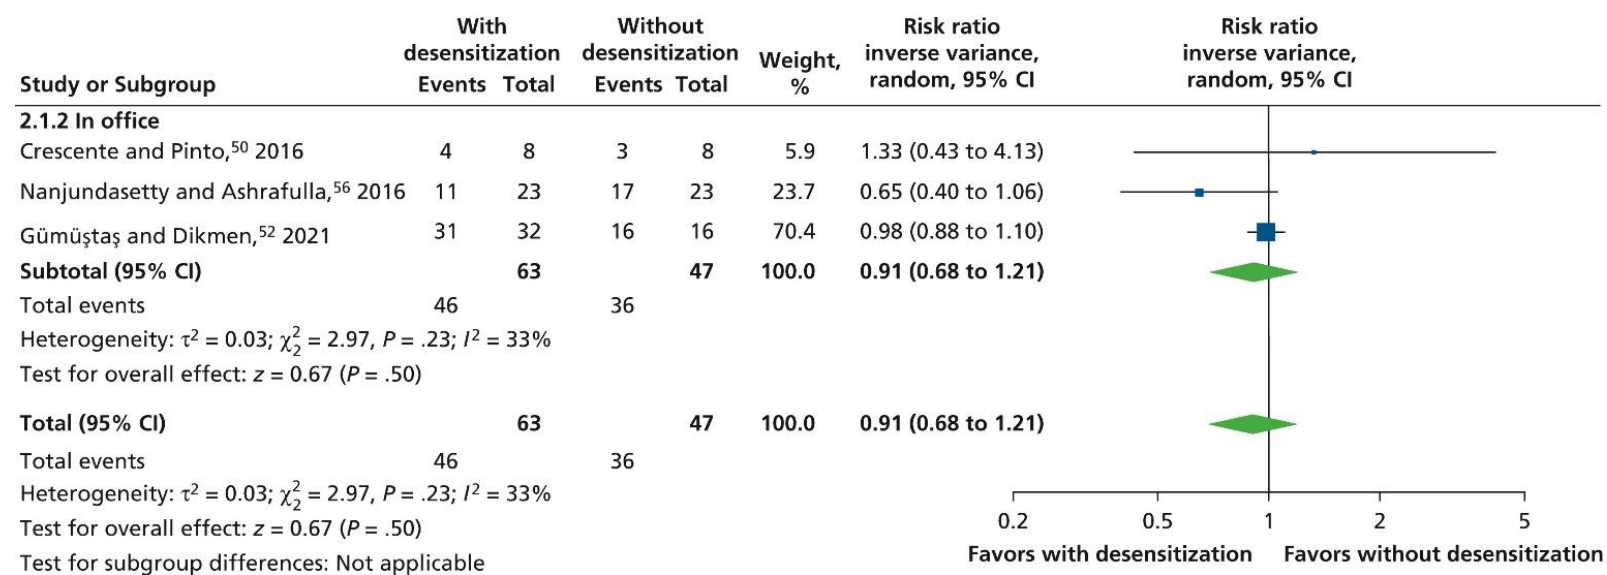 With desensitization Without desensitization Weight, % Risk ratio inverse variance, random, 95% CI Risk ratio inverse variance, random, 95% CI
Study or Subgroup Events Total Events Total
2.1.2 In office
Crescente and Pinto,50 2016 4 8 3 8 5.9 1.33 (0.43 to 4.13)
Nanjundasetty and Ashrafulla,56 2016 11 23 17 23 23.7 0.65 (0.40 to 1.06)
Gümüştaş and Dikmen,52 2021 31 32 16 16 70.4 0.98 (0.88 to 1.10)
Subtotal (95% CI) 63 47 100.0 0.91 (0.68 to 1.21)
Total events 46 36
Heterogeneity: τ2 = 0.03; χ22 = 2.97, P = .23; I2 = 33%
Test for overall effect: z = 0.67 (P = .50)
Total (95% CI) 63 47 100.0 0.91 (0.68 to 1.21)
Total events 46 36
Heterogeneity: τ2 = 0.03; χ22 = 2.97, P = .23; I2 = 33%
Test for overall effect: z = 0.67 (P = .50)
Test for subgroup differences: Not applicable
0.2 0.5 1 2 5
Favors with desensitization Favors without desensitization